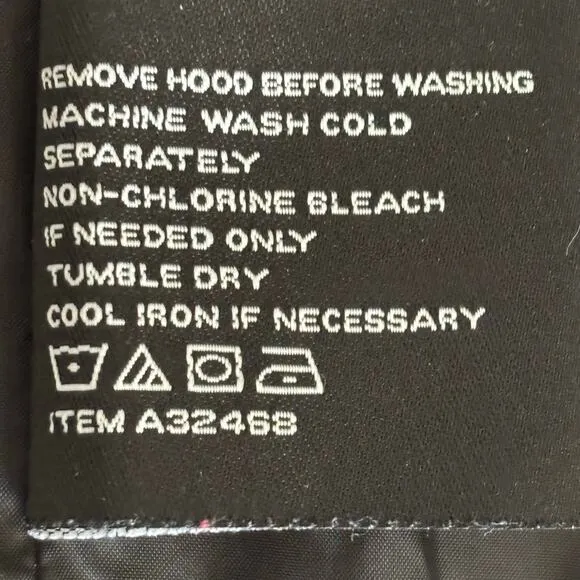 REMOVE HOOD BEFORE WASHING
MACHINE WASH COLD
SEPARATELY
NON-CHLORINE BLEACH
IF NEEDED ONLY
TUMBLE DRY
COOL IRON IF NECESSARY
ITEM A32468